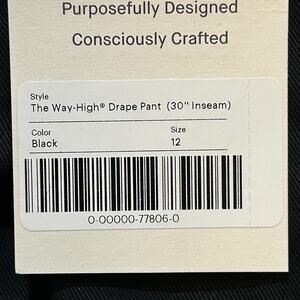 Purposefully Designed
Consciously Crafted
Style
The Way-High® Drape Pant (30" Inseam)
Color Size
Black 12
0-00000-77806-0